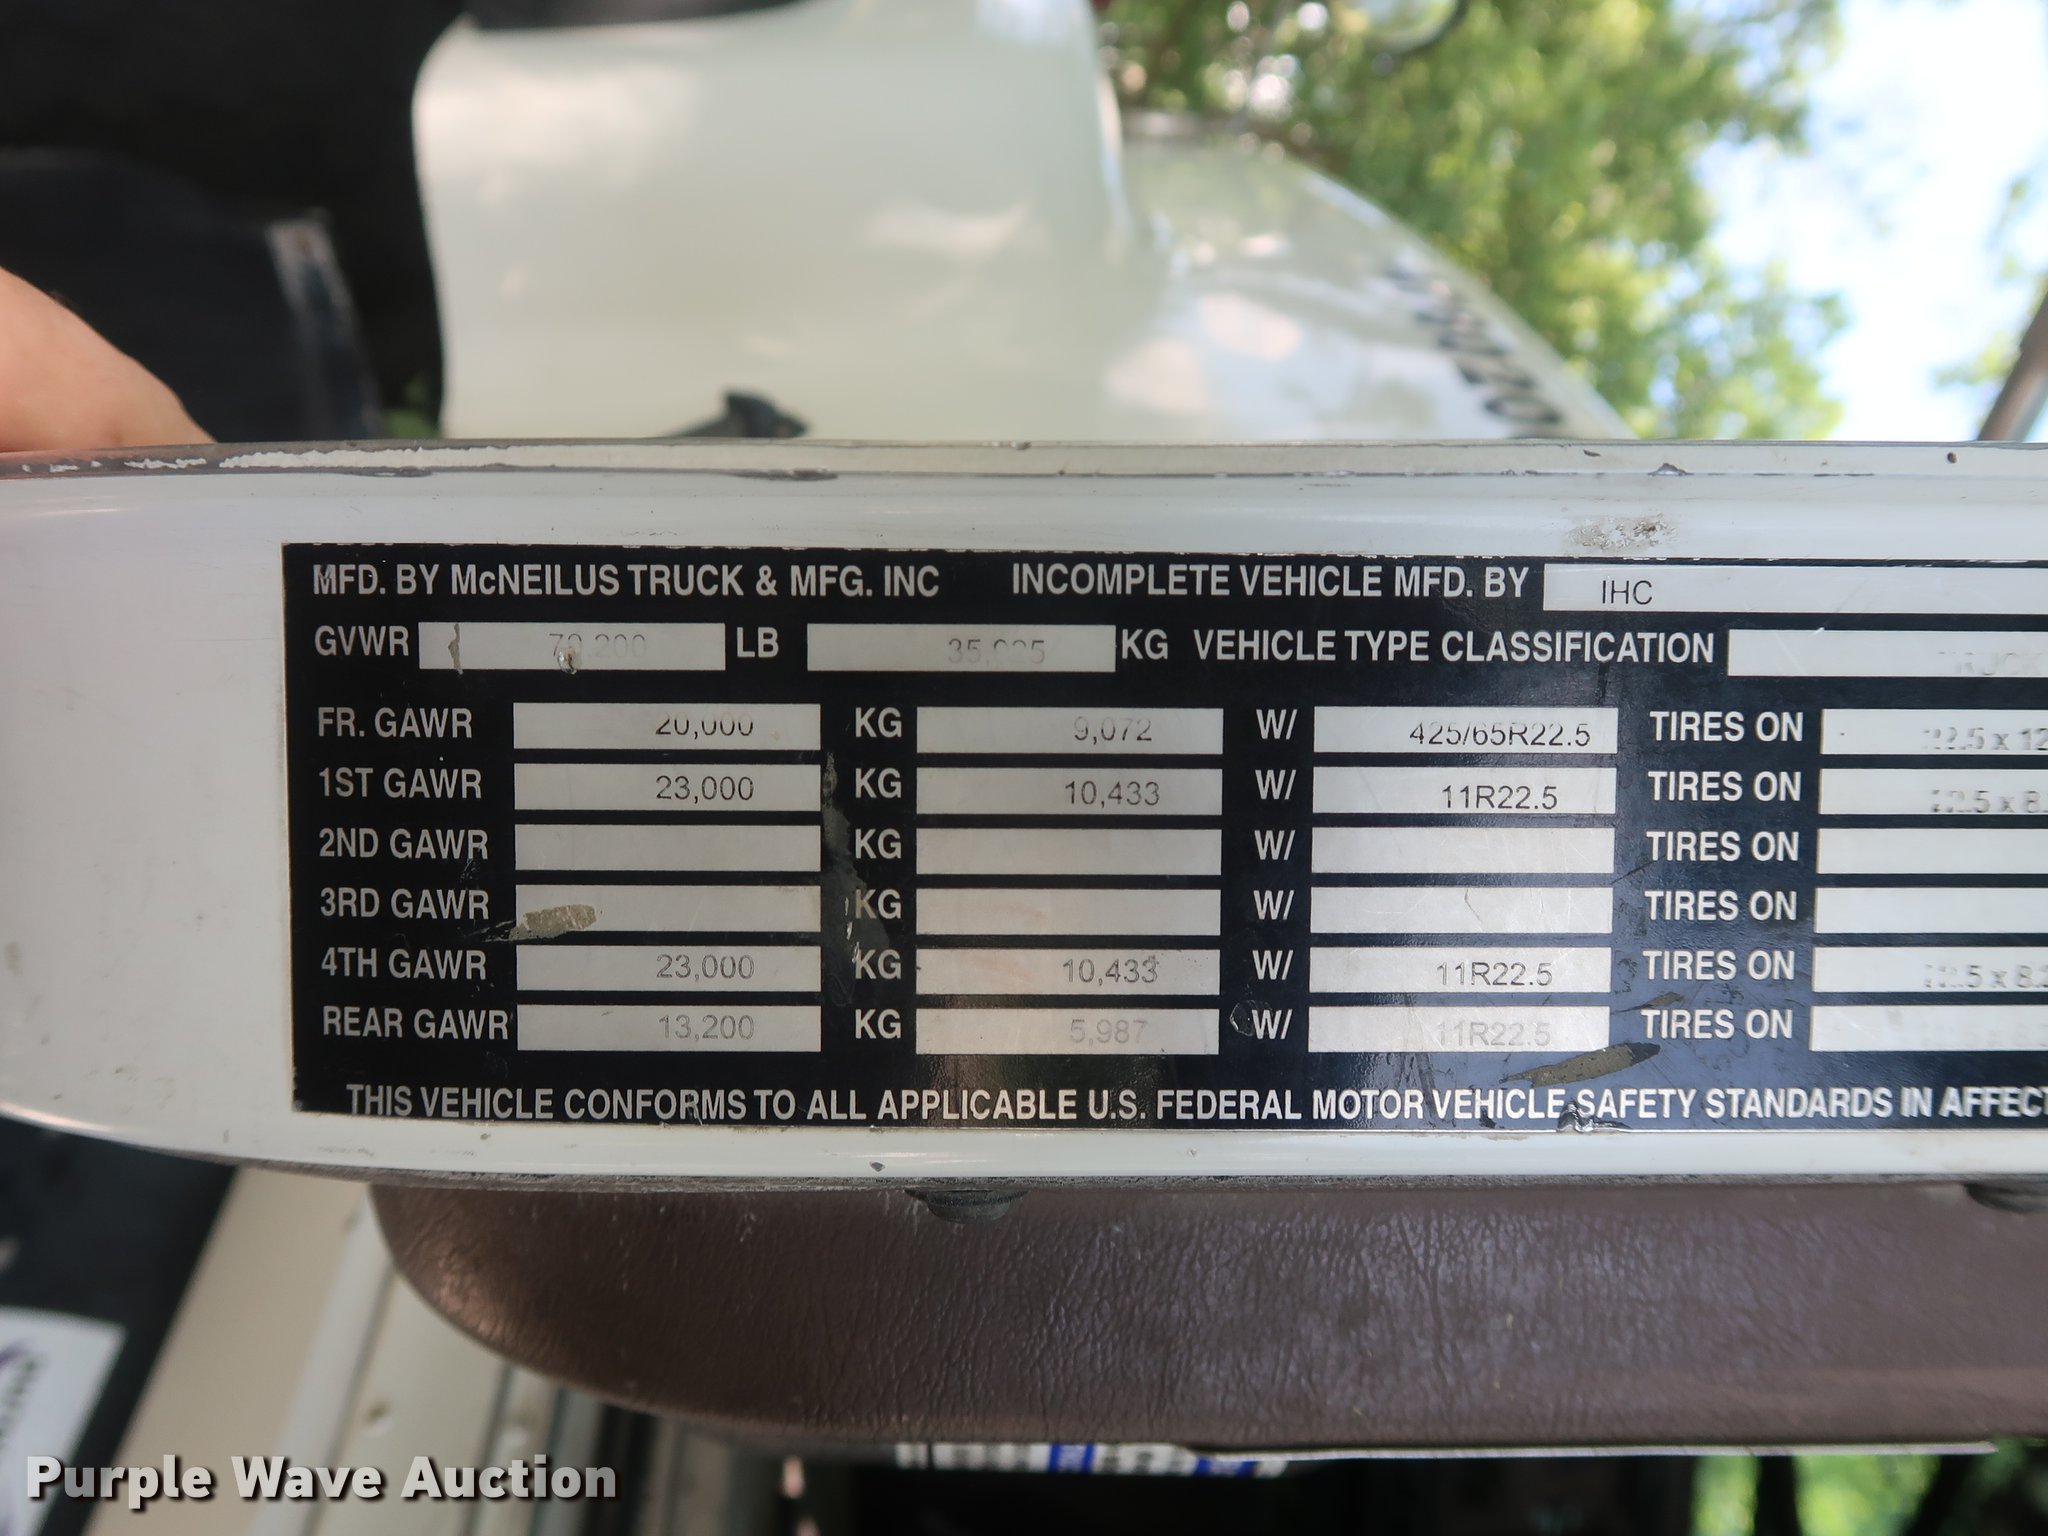 MFD. BY McNEILUS TRUCK & MFG. INC INCOMPLETE VEHICLE MFD. BY IHC
GVWR LB KG VEHICLE TYPE CLASSIFICATION
FR. GAWR 20,000 KG 9,072 W/ 425/65R22.5 TIRES ON
1ST GAWR 23,000 KG 10,433 W/ 11R22.5 TIRES ON
2ND GAWR KG W/ TIRES ON
3RD GAWR KG W/ TIRES ON
4TH GAWR 23,000 KG 10,433 W/ 11R22.5 TIRES ON
REAR GAWR 13,200 KG 5,987 W/ 11R22.5 TIRES ON
THIS VEHICLE CONFORMS TO ALL APPLICABLE U.S. FEDERAL MOTOR VEHICLE SAFETY STANDARDS IN AFFECT
Purple Wave Auction